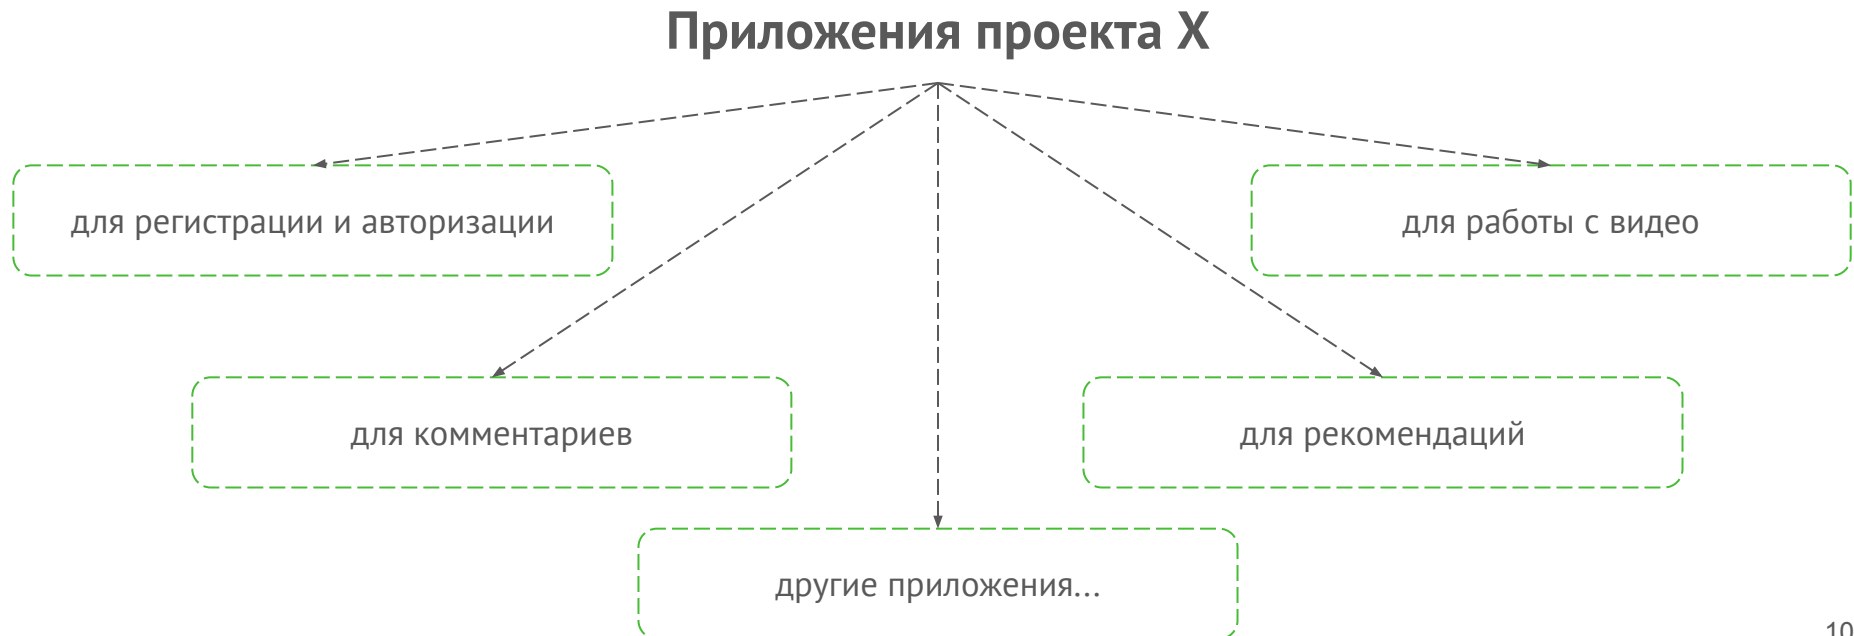 Приложения проекта X
для регистрации и авторизации
для работы с видео
для комментариев
для рекомендаций
другие приложения...
10